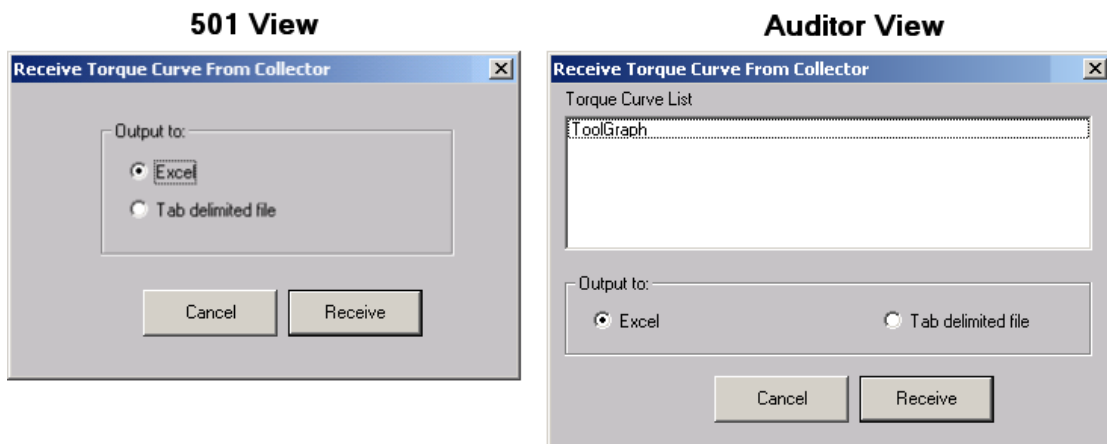 501 View
Receive Torque Curve From Collector
Output to:
Excel
Tab delimited file
Cancel Receive
Auditor View
Receive Torque Curve From Collector
Torque Curve List
ToolGraph
Output to:
Excel Tab delimited file
Cancel Receive